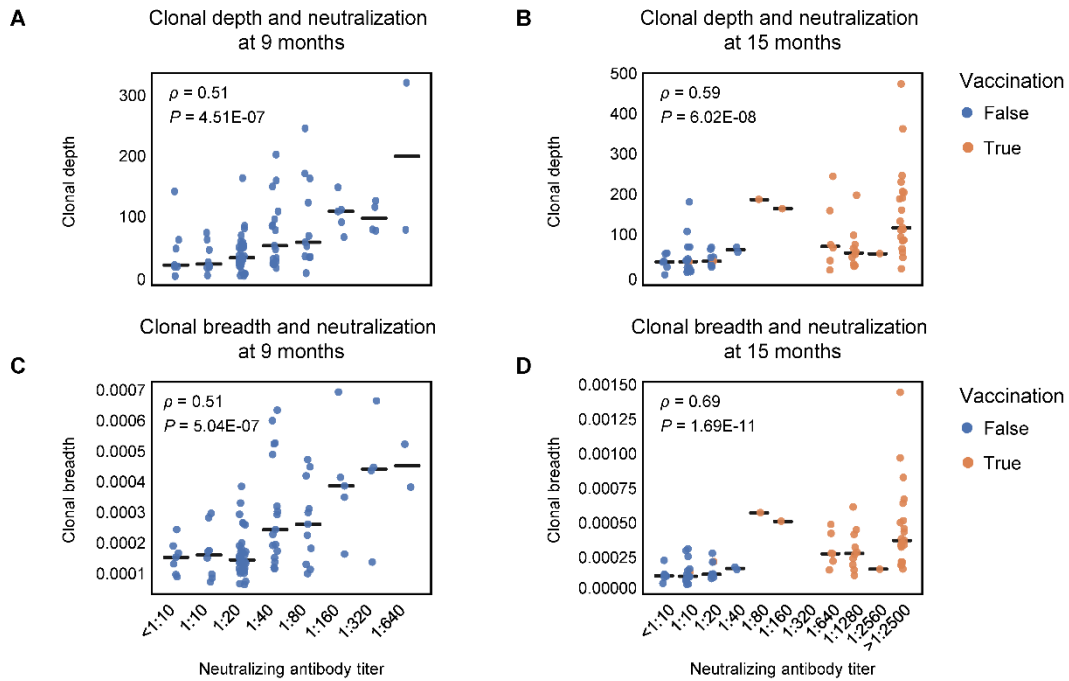 A
Clonal depth and neutralization
at 9 months
ρ = 0.51
P = 4.51E-07
Clonal depth
300
200
100
0
B
Clonal depth and neutralization
at 15 months
ρ = 0.59
P = 6.02E-08
Clonal depth
500
400
300
200
100
0
Vaccination
False
True
C
Clonal breadth and neutralization
at 9 months
ρ = 0.51
P = 5.04E-07
Clonal breadth
0.0007
0.0006
0.0005
0.0004
0.0003
0.0002
0.0001
<1:10
1:10
1:20
1:40
1:80
1:160
1:320
1:640
Neutralizing antibody titer
D
Clonal breadth and neutralization
at 15 months
ρ = 0.69
P = 1.69E-11
Clonal breadth
0.00150
0.00125
0.00100
0.00075
0.00050
0.00025
0.00000
<1:10
1:10
1:20
1:40
1:80
1:160
1:320
1:640
1:1280
1:2560
>1:2500
Neutralizing antibody titer
Vaccination
False
True